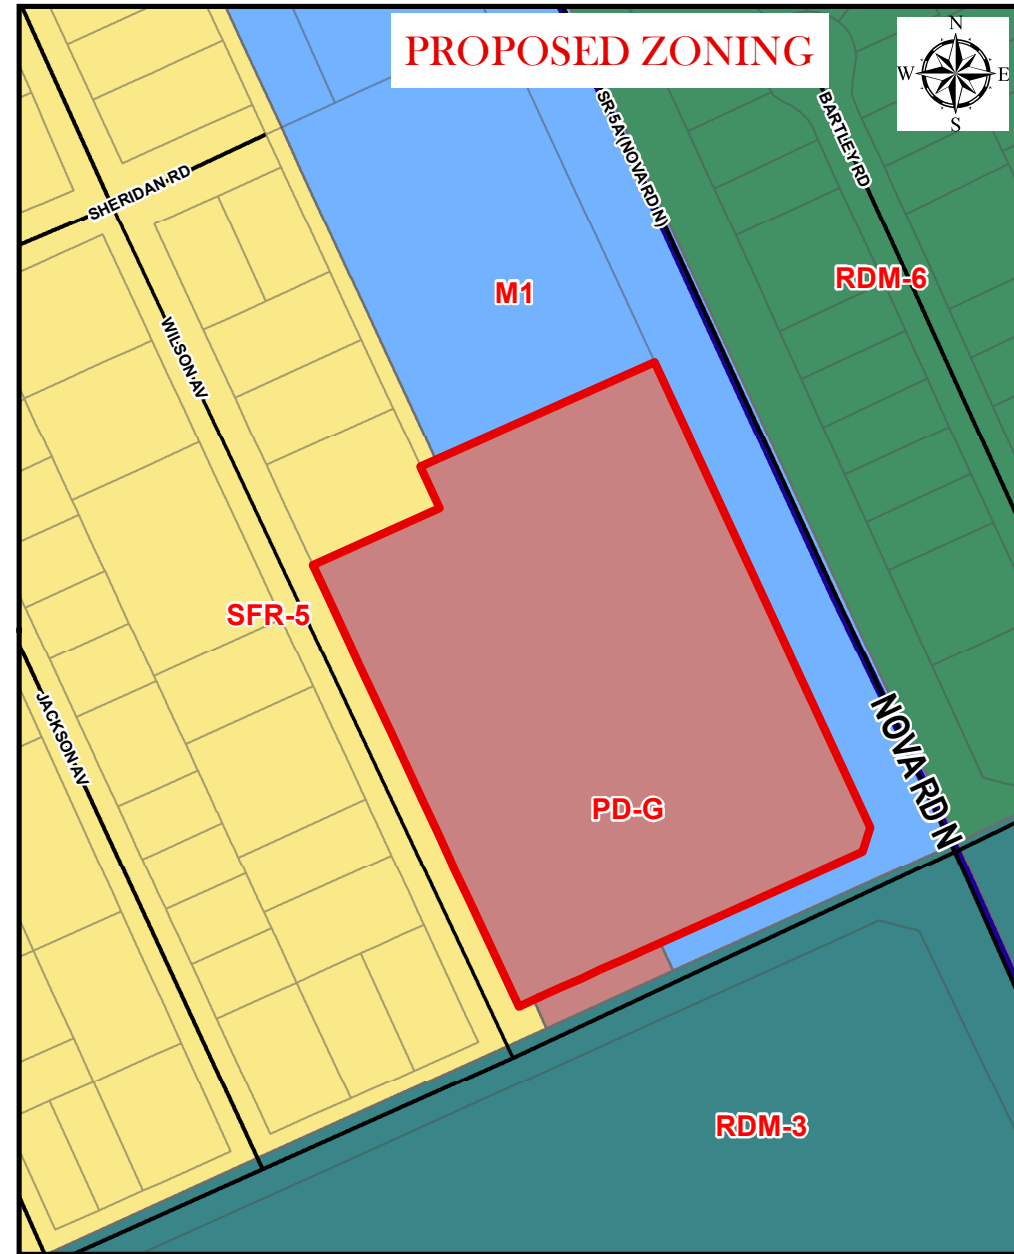 PROPOSED ZONING
N
W E
S
SR 5A (NOVA RD N)
BARTLEY RD
SHERIDAN RD
RDM-6
M1
WILSON AV
SFR-5
JACKSON AV
NOVA RD N
PD-G
RDM-3